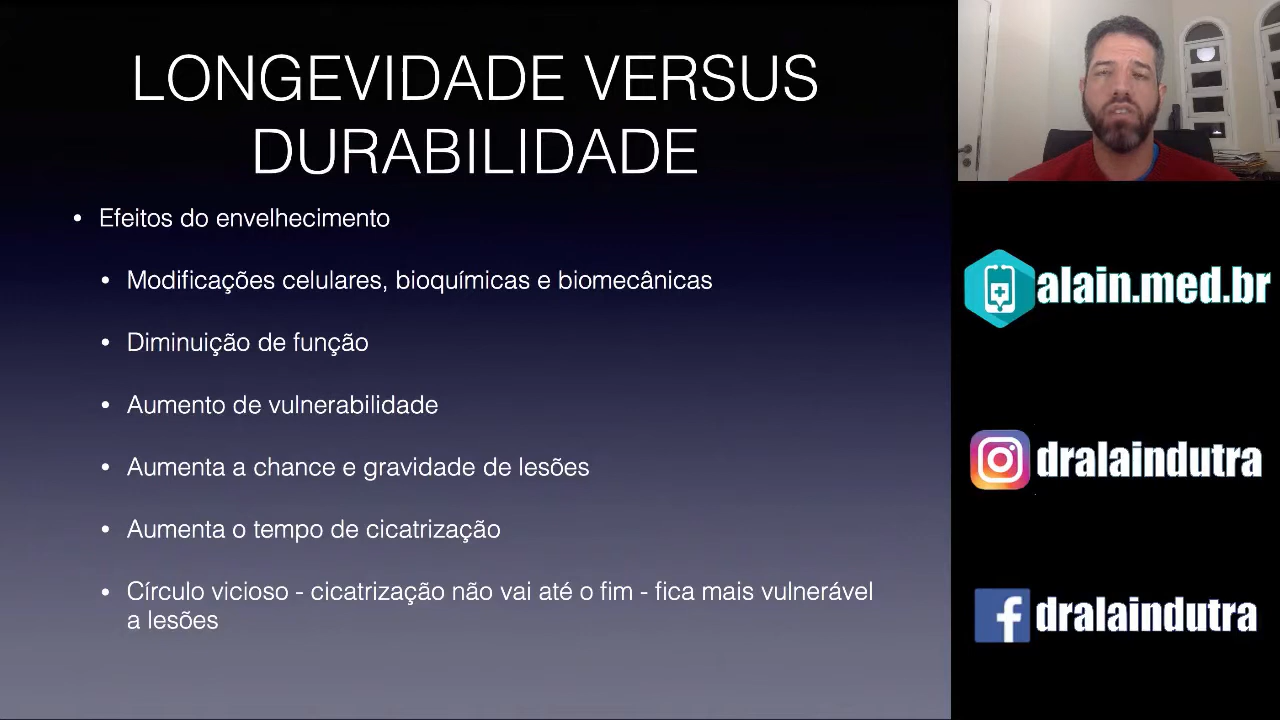 LONGEVIDADE VERSUS
DURABILIDADE
• Efeitos do envelhecimento
• Modificações celulares, bioquímicas e biomecânicas
• Diminuição de função
• Aumento de vulnerabilidade
• Aumenta a chance e gravidade de lesões
• Aumenta o tempo de cicatrização
• Círculo vicioso - cicatrização não vai até o fim - fica mais vulnerável
a lesões
alain.med.br
dralaindutra
dralaindutra